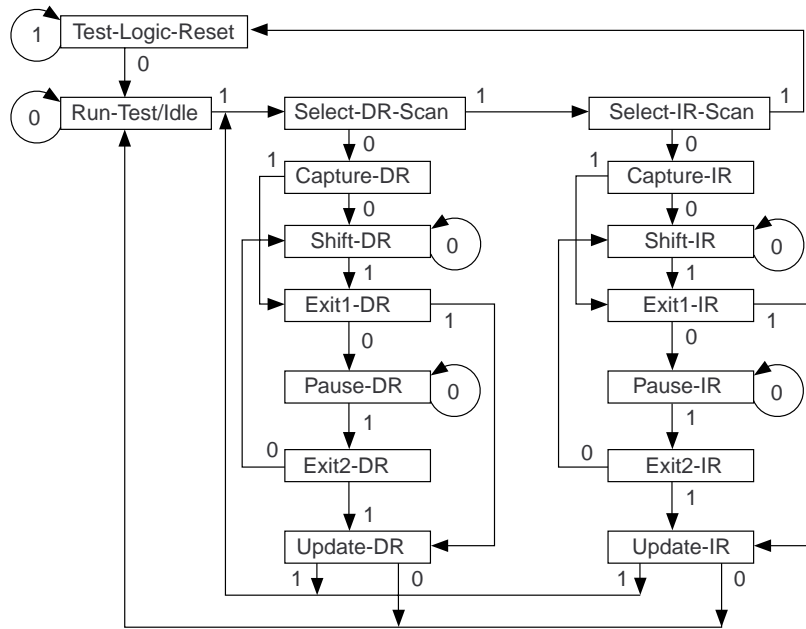 1
Test-Logic-Reset
0
0
Run-Test/Idle
1
Select-DR-Scan
1
Select-IR-Scan
1
0
0
1
Capture-DR
1
Capture-IR
0
0
Shift-DR
0
Shift-IR
0
1
1
Exit1-DR
1
Exit1-IR
1
0
0
Pause-DR
0
Pause-IR
0
1
1
0
Exit2-DR
0
Exit2-IR
1
1
Update-DR
Update-IR
1
0
1
0